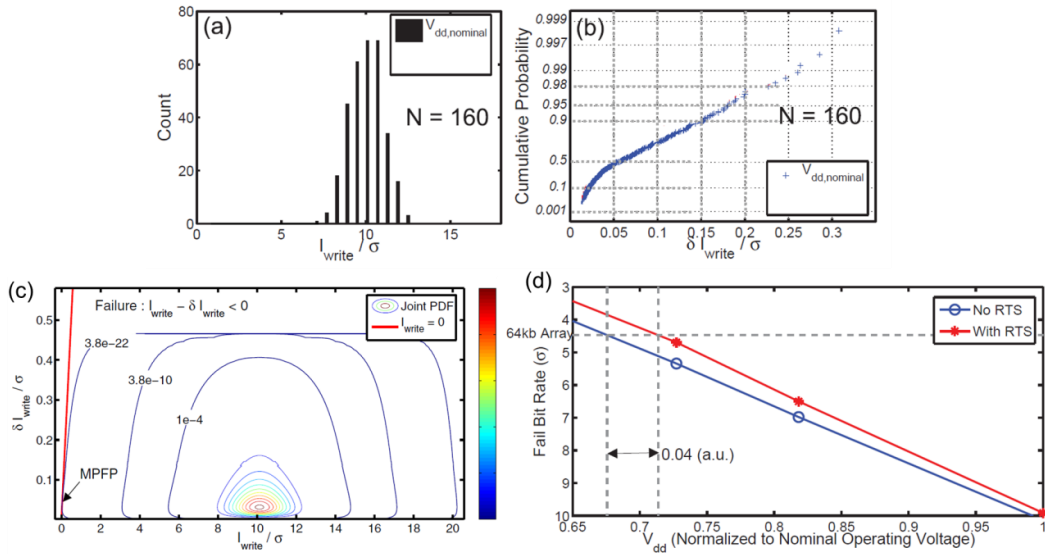 (a)
V dd,nominal
N = 160
Count
80
60
40
20
0
0
5
10
15
I write / σ
(b)
Cumulative Probability
0.999
0.997
0.99
0.98
0.95
0.9
0.5
0.1
0.001
N = 160
V dd,nominal
0
0.05
0.1
0.15
0.2
0.25
0.3
0.35
δ I write / σ
(c)
Failure : I write − δ I write < 0
Joint PDF
I write = 0
δ I write / σ
0.5
0.4
0.3
0.2
0.1
3.8e−22
3.8e−10
1e−4
MPFP
0
2
4
6
8
10
12
14
16
18
20
I write / σ
(d)
No RTS
With RTS
Fail Bit Rate (σ)
3
4
64kb Array
5
6
7
8
9
10
0.04 (a.u.)
0.65
0.7
0.75
0.8
0.85
0.9
0.95
1
V dd (Normalized to Nominal Operating Voltage)